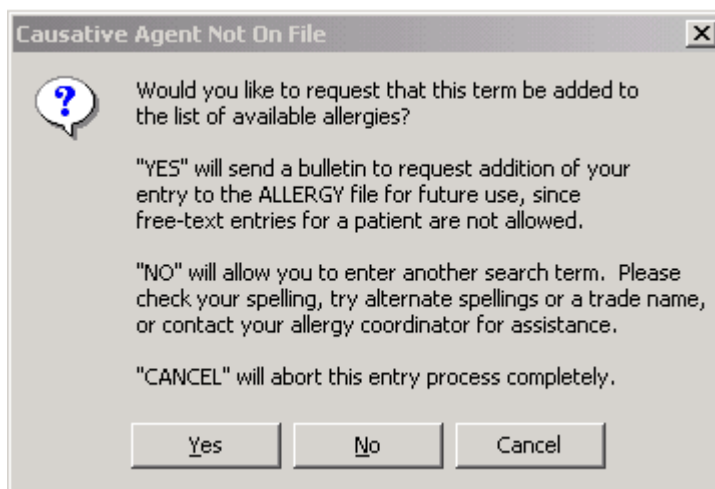 Causative Agent Not On File
Would you like to request that this term be added to
the list of available allergies?
"YES" will send a bulletin to request addition of your
entry to the ALLERGY file for future use, since
free-text entries for a patient are not allowed.
"NO" will allow you to enter another search term.  Please
check your spelling, try alternate spellings or a trade name,
or contact your allergy coordinator for assistance.
"CANCEL" will abort this entry process completely.
Yes No Cancel